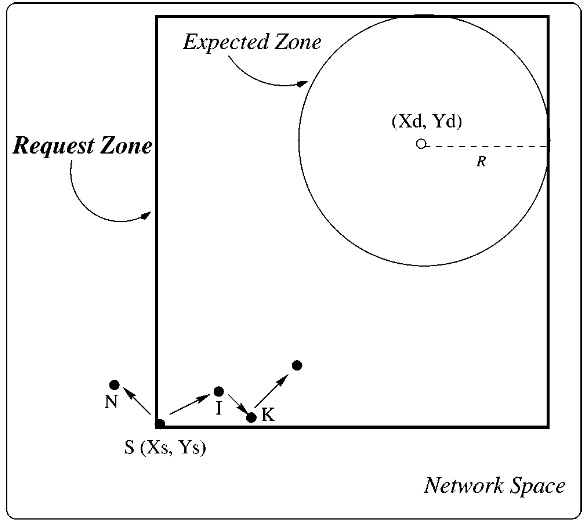 Expected Zone
(Xd, Yd)
R
Request Zone
N
I
K
S (Xs, Ys)
Network Space